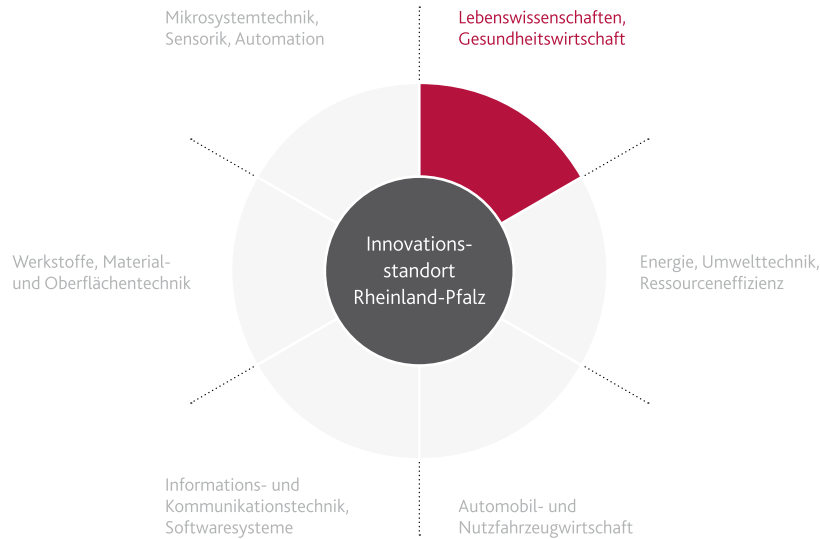 Mikrosystemtechnik,
Sensorik, Automation
Lebenswissenschaften,
Gesundheitswirtschaft
Innovations-
standort
Rheinland-Pfalz
Werkstoffe, Material-
und Oberflächentechnik
Energie, Umwelttechnik,
Ressourceneffizienz
Informations- und
Kommunikationstechnik,
Softwaresysteme
Automobil- und
Nutzfahrzeugwirtschaft